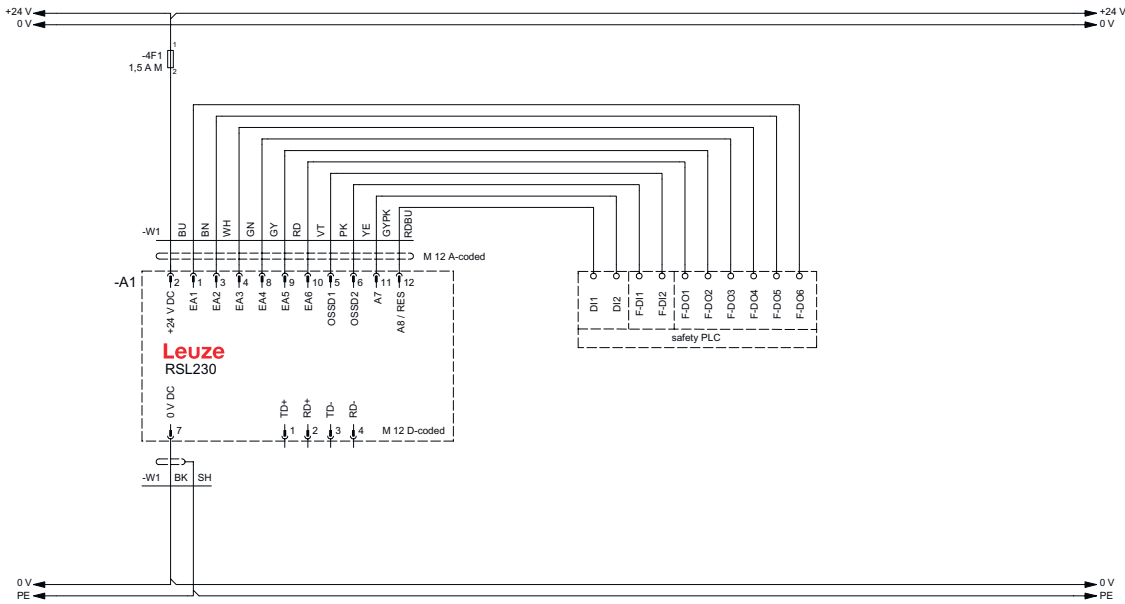 +24 V
0 V
+24 V
0 V
-4F1
1,5 A M
1
2
-W1
BU
BN
WH
GN
GY
RD
VT
PK
YE
GYPK
RDBU
M 12 A-coded
-A1
2
1
3
4
8
9
10
5
6
11
12
+24 V DC
EA1
EA2
EA3
EA4
EA5
EA6
OSSD1
OSSD2
A7
A8 / RES
DI1
DI2
F-DI1
F-DI2
F-DO1
F-DO2
F-DO3
F-DO4
F-DO5
F-DO6
safety PLC
Leuze
RSL230
0 V DC
TD+
RD+
TD-
RD-
7
1
2
3
4
M 12 D-coded
-W1
BK
SH
0 V
PE
0 V
PE